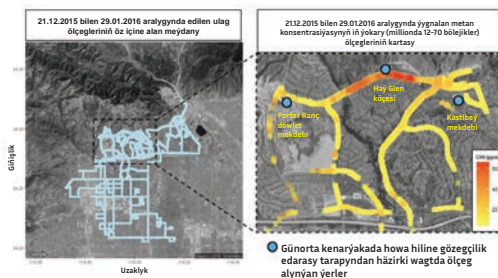 21.12.2015 bilen 29.01.2016 aralygynda edilen ulag
ölçegleriniň öz içine alan meýdany
21.12.2015 bilen 29.01.2016 aralygynda ýygnalan metan
konsentrasiýasynyň iň ýokary (millionda 12-70 bölejikler)
ölçegleriniň kartasy
Giňişlik
Uzaklyk
Haý Glen
köçesi
Porter Ranç
döwlet
mekdebi
Kastlbeý
mekdebi
Günorta kenarýakada howa hiline gözegçilik
edarasy tarapyndan häzirki wagtda ölçeg
alynýan ýerler